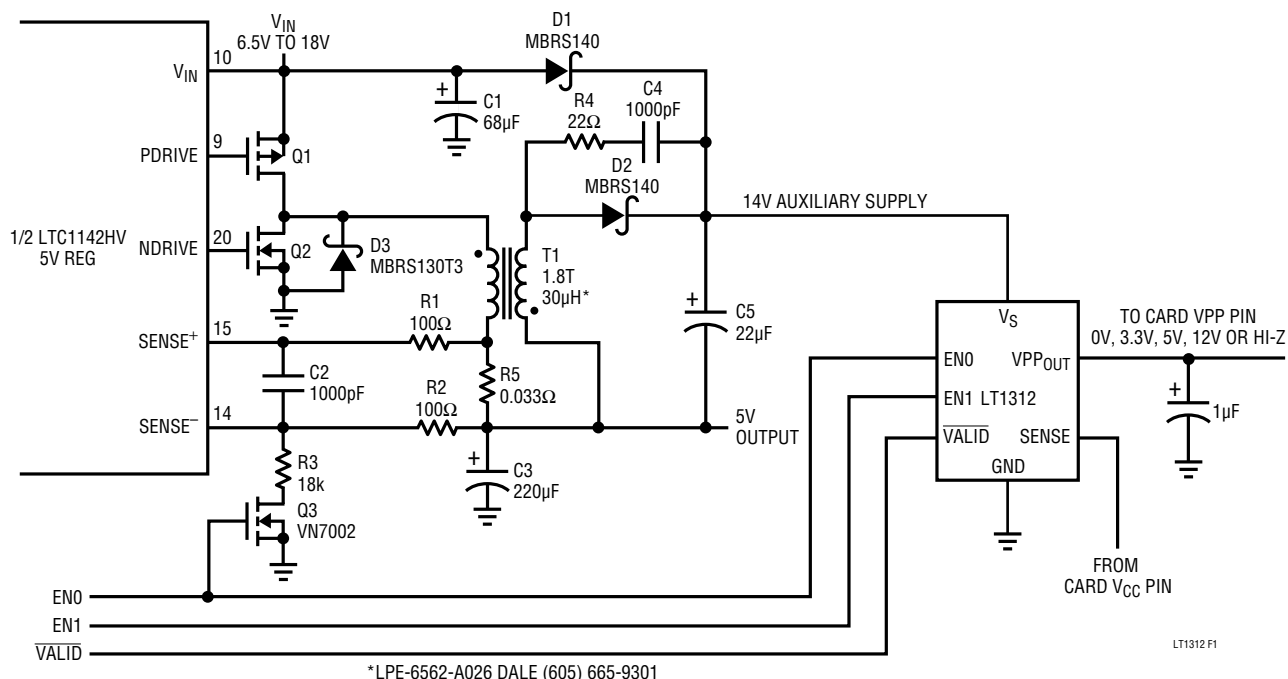 V_IN
6.5V TO 18V
D1
MBRS140
10
V_IN
+
C1
68µF
R4
22Ω
C4
1000pF
PDRIVE
9
Q1
D2
MBRS140
14V AUXILIARY SUPPLY
1/2 LTC1142HV
5V REG
NDRIVE
20
Q2
D3
MBRS130T3
T1
1.8T
30µH*
+
C5
22µF
SENSE+
15
R1
100Ω
C2
1000pF
R2
100Ω
R5
0.033Ω
SENSE−
14
5V
OUTPUT
+
C3
220µF
R3
18k
Q3
VN7002
V_S
EN0
VPP_OUT
EN1 LT1312
VALID
SENSE
GND
TO CARD VPP PIN
0V, 3.3V, 5V, 12V OR HI-Z
+
1µF
FROM
CARD V_CC PIN
EN0
EN1
VALID
LT1312 F1
*LPE-6562-A026 DALE (605) 665-9301